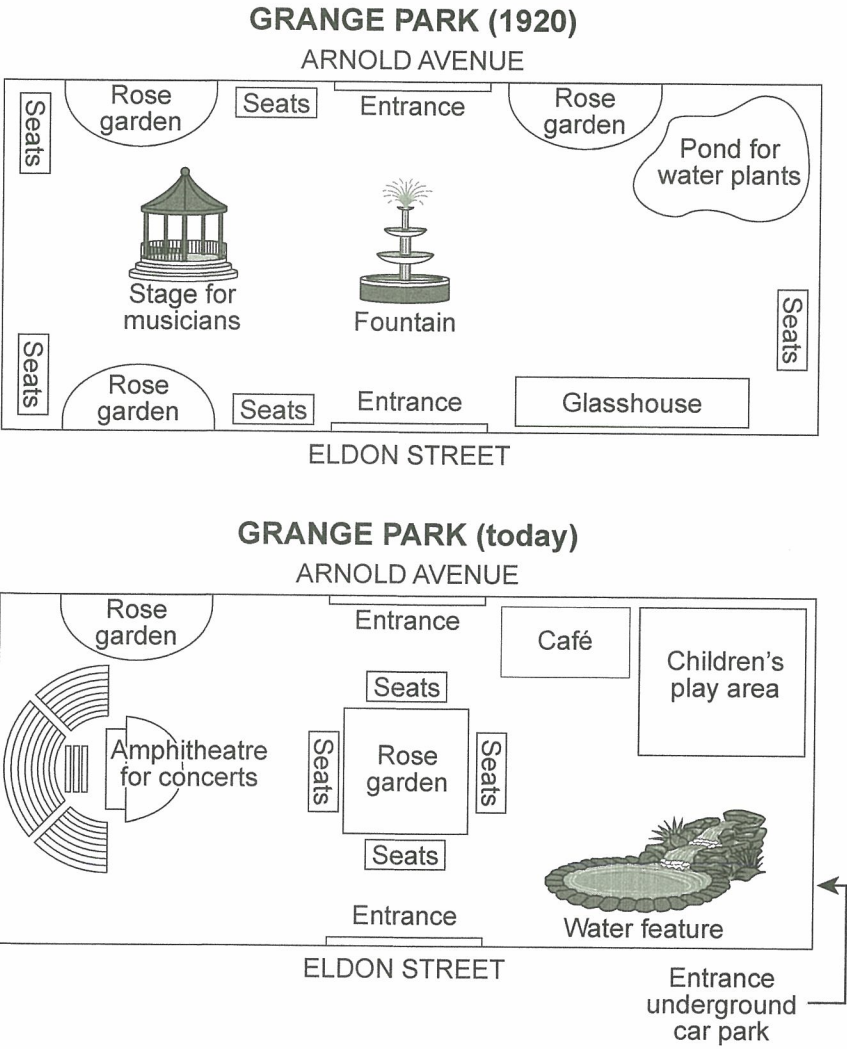 GRANGE PARK (1920)
ARNOLD AVENUE
Seats
Rose
garden
Seats
Entrance
Rose
garden
Pond for
water plants
Stage for
musicians
Fountain
Seats
Seats
Rose
garden
Seats
Entrance
Glasshouse
ELDON STREET
GRANGE PARK (today)
ARNOLD AVENUE
Rose
garden
Entrance
Café
Children's
play area
Seats
Amphitheatre
for concerts
Seats
Rose
garden
Seats
Seats
Entrance
Water feature
ELDON STREET
Entrance
underground
car park